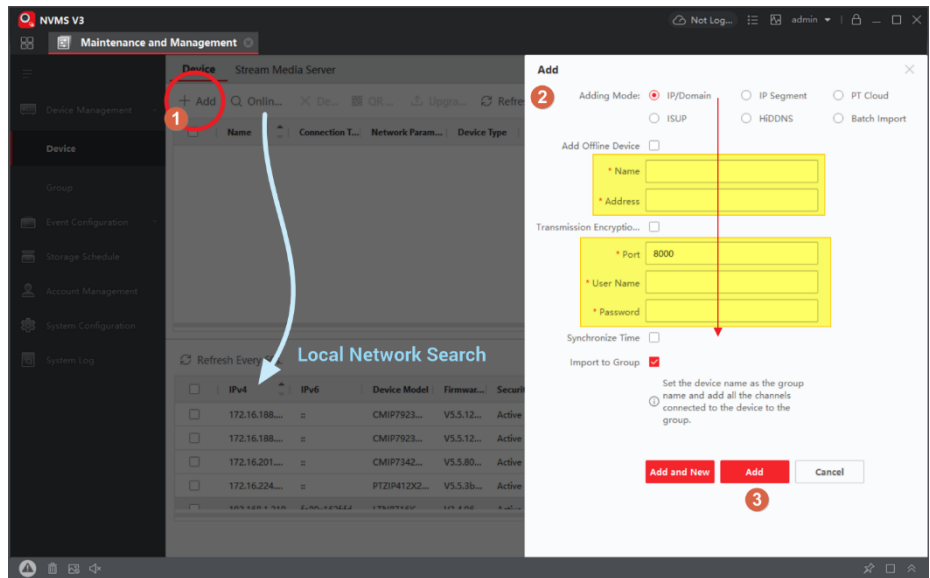 NVMS V3
Not Log...
admin
Maintenance and Management
Device Stream Media Server
Add Onlin... De... QR ... Upgra... Refre
1
Name Connection T... Network Param... Device Type
Device Management
Device
Group
Event Configuration
Storage Schedule
Account Management
System Configuration
System Log
Refresh Every
Local Network Search
IPv4 IPv6 Device Model Firmwar... Securit
172.16.188.... :: CMIP7923... V5.5.12... Active
172.16.188.... :: CMIP7923... V5.5.12... Active
172.16.201.... :: CMIP7342... V5.5.80... Active
172.16.224.... :: PTZIP412X2... V5.5.3b... Active
Add
2
Adding Mode: IP/Domain IP Segment PT Cloud
ISUP HiDDNS Batch Import
Add Offline Device
* Name
* Address
Transmission Encryptio...
* Port 8000
* User Name
* Password
Synchronize Time
Import to Group
Set the device name as the group
name and add all the channels
connected to the device to the
group.
Add and New Add Cancel
3